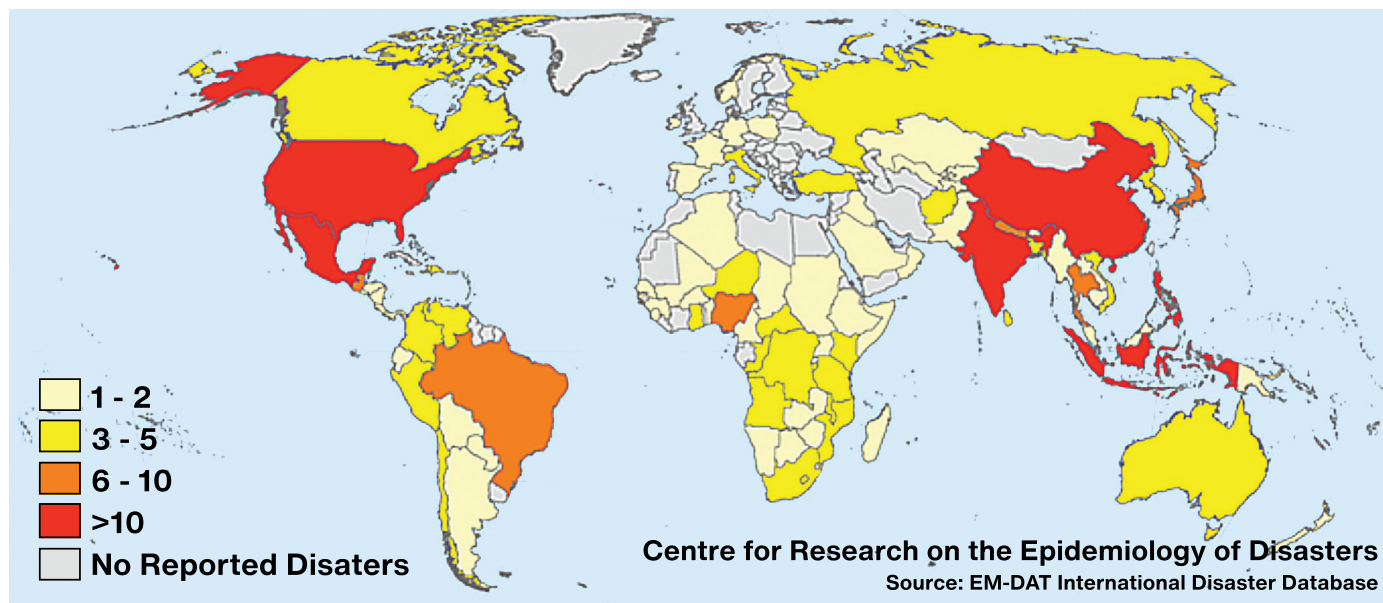 1 - 2
3 - 5
6 - 10
>10
No Reported Disaters
Centre for Research on the Epidemiology of Disasters
Source: EM-DAT International Disaster Database